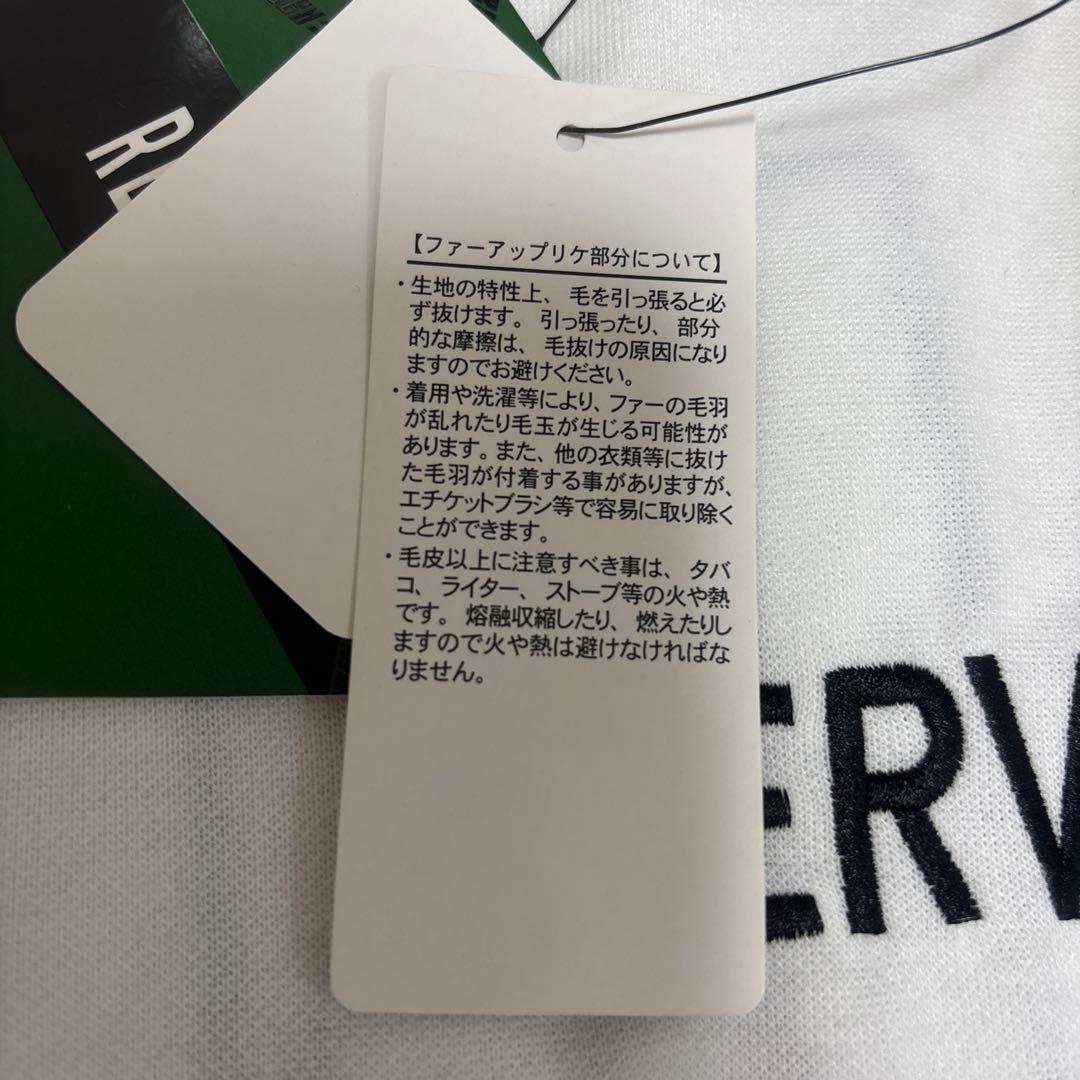 【ファーアップリケ部分について】
・生地の特性上、毛を引っ張ると必
ず抜けます。引っ張ったり、部分
的な摩擦は、毛抜けの原因になり
ますのでお避けください。
・着用や洗濯等により、ファーの毛羽
が乱れたり毛玉が生じる可能性が
あります。また、他の衣類等に抜け
た毛羽が付着する事がありますが、
エチケットブラシ等で容易に取り除く
ことができます。
・毛皮以上に注意すべき事は、タバ
コ、ライター、ストーブ等の火や熱
です。熔融収縮したり、燃えたりし
ますので火や熱は避けなければな
りません。
ERV